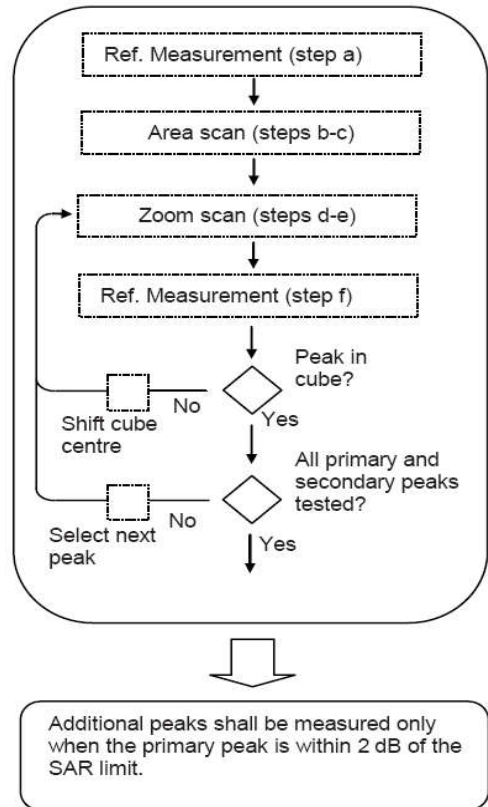 Ref. Measurement (step a)
Area scan (steps b-c)
Zoom scan (steps d-e)
Ref. Measurement (step f)
Peak in
cube?
No
Yes
Shift cube
centre
All primary and
secondary peaks
tested?
No
Yes
Select next
peak
Additional peaks shall be measured only
when the primary peak is within 2 dB of the
SAR limit.